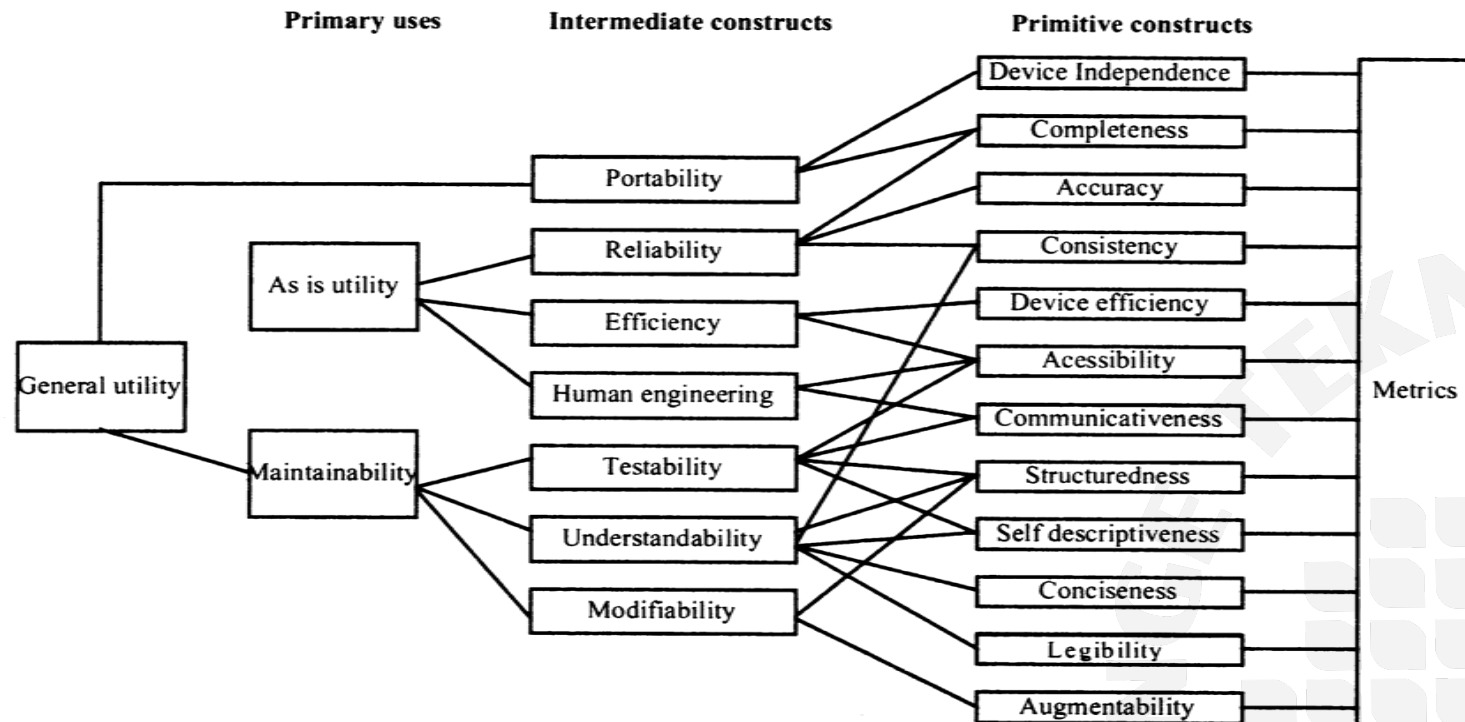 Primary uses
Intermediate constructs
Primitive constructs
Device Independence
Completeness
Portability
Accuracy
Reliability
Consistency
As is utility
Efficiency
Device efficiency
General utility
Human engineering
Acessibility
Metrics
Communicativeness
Maintainability
Testability
Structuredness
Understandability
Self descriptiveness
Modifiability
Conciseness
Legibility
Augmentability